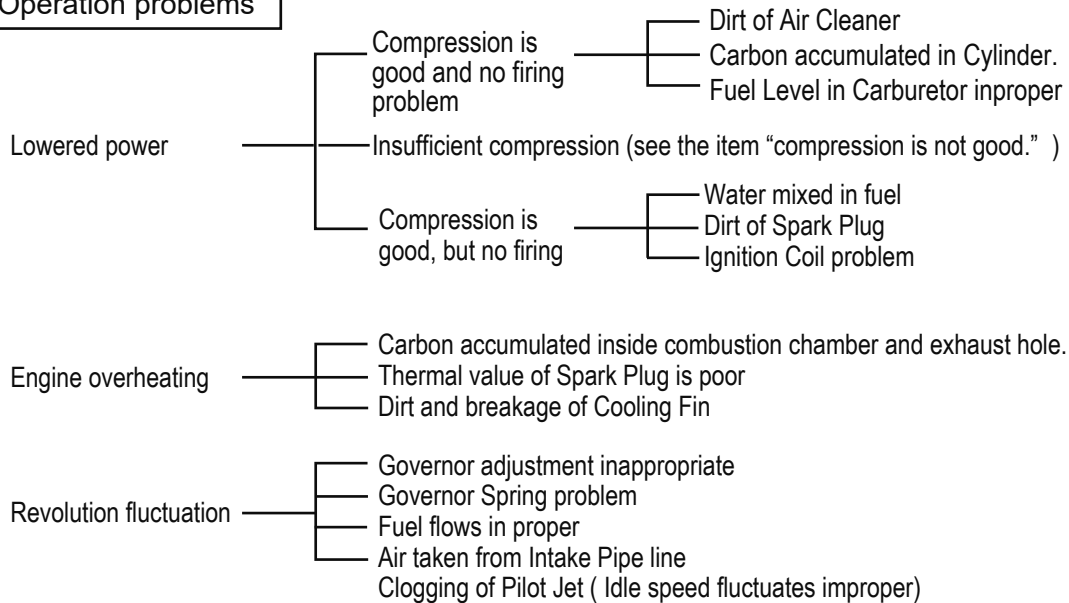 Operation problems
Lowered power
Compression is
good and no firing
problem
Dirt of Air Cleaner
Carbon accumulated in Cylinder.
Fuel Level in Carburetor inproper
Insufficient compression (see the item “compression is not good.” )
Compression is
good, but no firing
Water mixed in fuel
Dirt of Spark Plug
Ignition Coil problem
Engine overheating
Carbon accumulated inside combustion chamber and exhaust hole.
Thermal value of Spark Plug is poor
Dirt and breakage of Cooling Fin
Revolution fluctuation
Governor adjustment inappropriate
Governor Spring problem
Fuel flows in proper
Air taken from Intake Pipe line
Clogging of Pilot Jet ( Idle speed fluctuates improper)